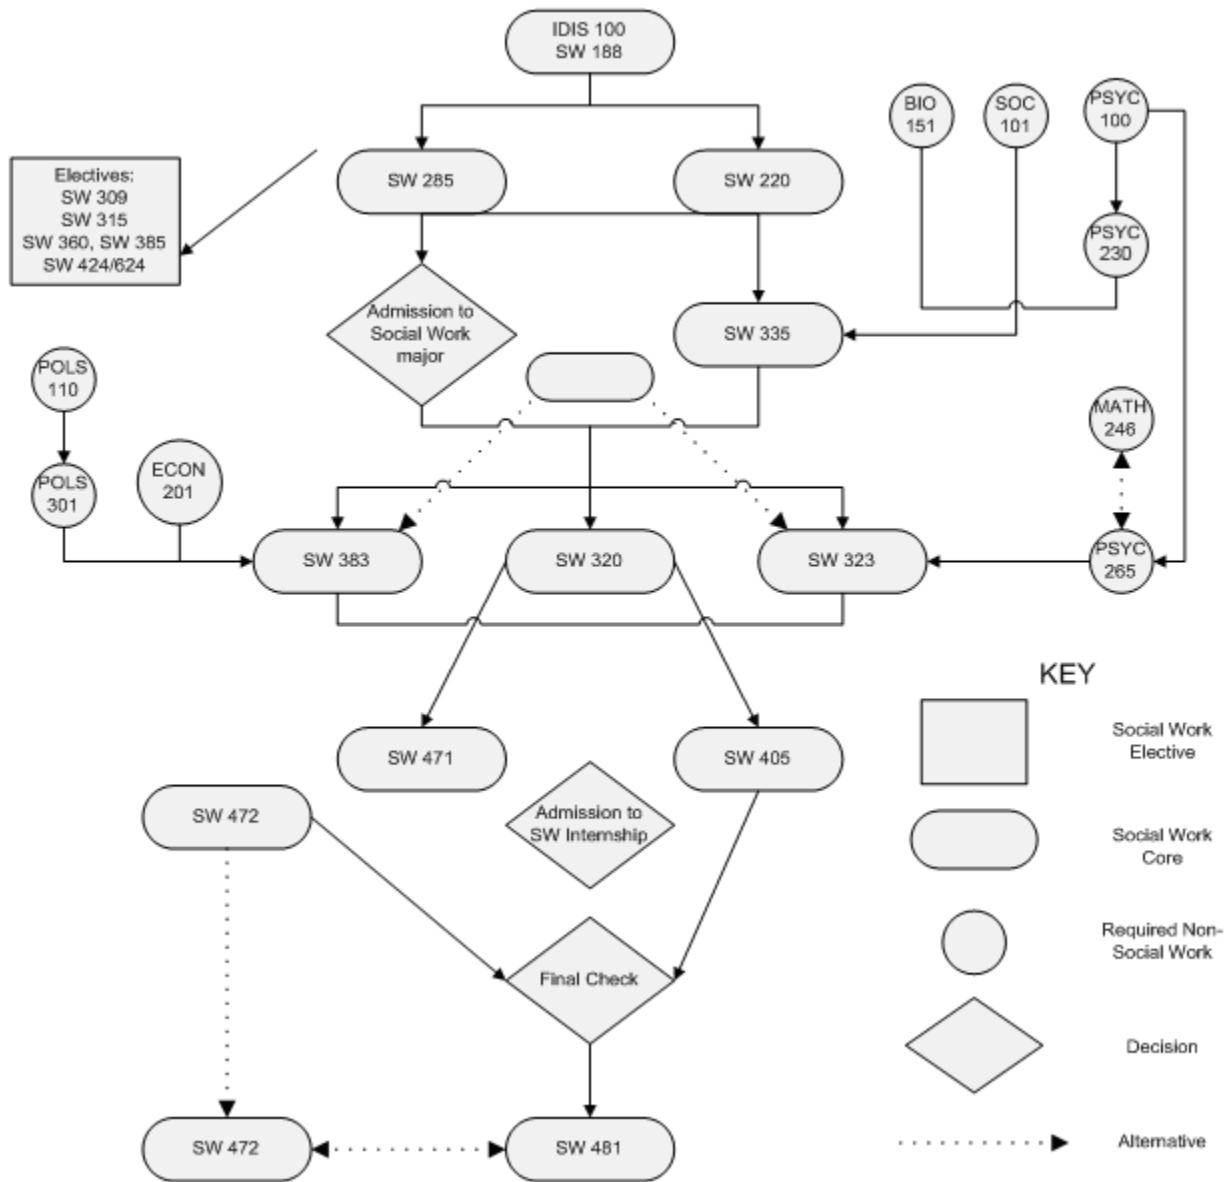 IDIS 100
SW 188
BIO
151
SOC
101
PSYC
100
Electives:
SW 309
SW 315
SW 360, SW 385
SW 424/624
SW 285
SW 220
PSYC
230
Admission to
Social Work
major
SW 335
POLS
110
MATH
246
POLS
301
ECON
201
SW 383
SW 320
SW 323
PSYC
265
KEY
Social Work
Elective
SW 471
SW 405
SW 472
Admission to
SW Internship
Social Work
Core
Required Non-
Social Work
Final Check
Decision
SW 472
SW 481
Alternative